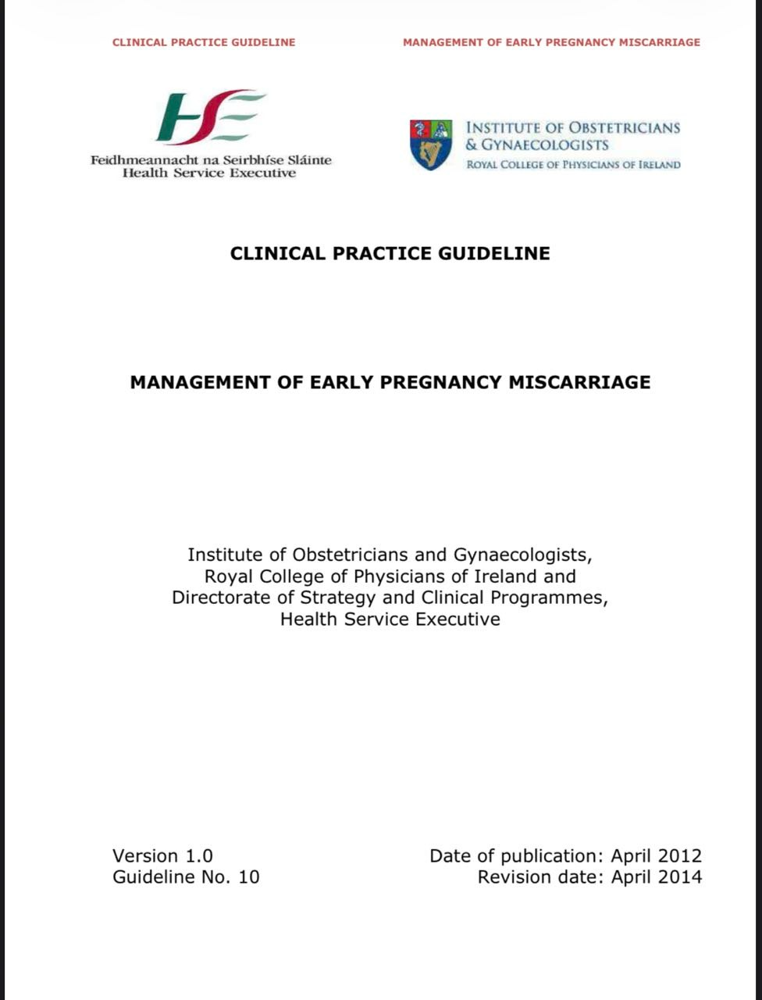 CLINICAL PRACTICE GUIDELINE MANAGEMENT OF EARLY PREGNANCY MISCARRIAGE
HSE
Feidhmeannacht na Seirbhíse Sláinte
Health Service Executive
INSTITUTE OF OBSTETRICIANS
& GYNAECOLOGISTS
ROYAL COLLEGE OF PHYSICIANS OF IRELAND
CLINICAL PRACTICE GUIDELINE
MANAGEMENT OF EARLY PREGNANCY MISCARRIAGE
Institute of Obstetricians and Gynaecologists,
Royal College of Physicians of Ireland and
Directorate of Strategy and Clinical Programmes,
Health Service Executive
Version 1.0 Date of publication: April 2012
Guideline No. 10 Revision date: April 2014